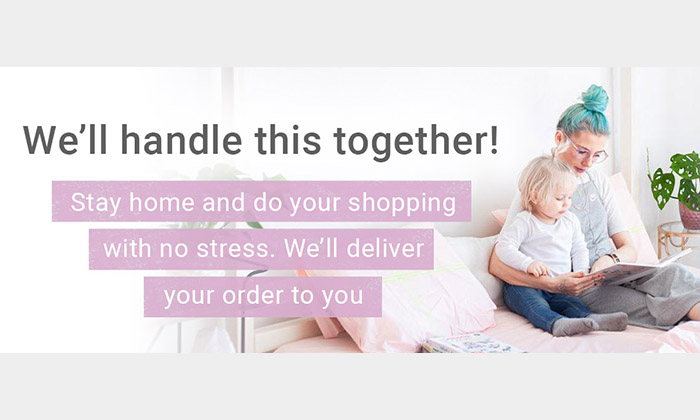 We’ll handle this together!
Stay home and do your shopping
with no stress. We’ll deliver
your order to you